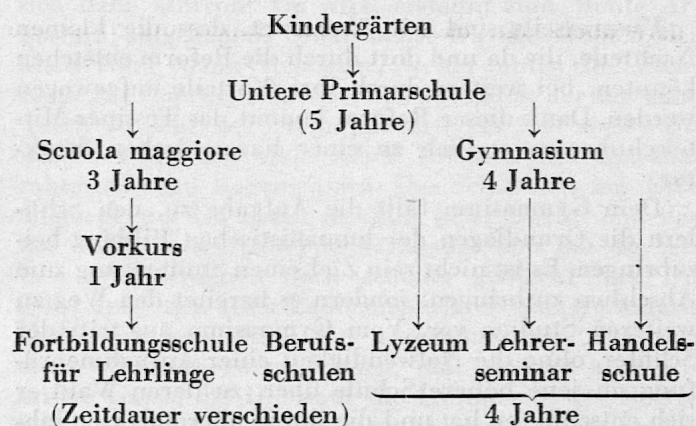 Kindergärten
Untere Primarschule
(5 Jahre)
Scuola maggiore Gymnasium
3 Jahre 4 Jahre
Vorkurs
1 Jahr
Fortbildungsschule Berufs- Lyzeum Lehrer- Handels-
für Lehrlinge schulen seminar schule
(Zeitdauer verschieden) 4 Jahre